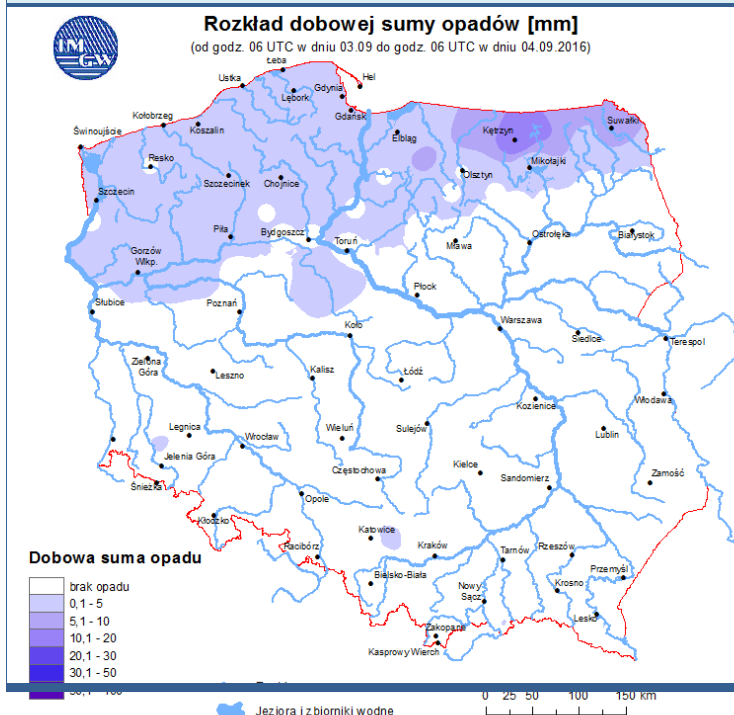 IM
GW
Rozkład dobowej sumy opadów [mm]
(od godz. 06 UTC w dniu 03.09 do godz. 06 UTC w dniu 04.09.2016)
Łeba
Hel
Ustka
Lębork
Gdynia
Gdańsk
Kołobrzeg
Koszalin
Suwałki
Świnoujście
Elbląg
Kętrzyn
Resko
Mikołajki
Olsztyn
Szczecinek
Chojnice
Szczecin
Piła
Bydgoszcz
Toruń
Mława
Ostrołęka
Białystok
Gorzów
Wlkp.
Płock
Słubice
Poznań
Koło
Warszawa
Siedlce
Terespol
Zielona
Góra
Leszno
Kalisz
Łódź
Kozienice
Włodawa
Legnica
Wrocław
Wieluń
Sulejów
Lublin
Jelenia Góra
Częstochowa
Kielce
Sandomierz
Zamość
Śnieżka
Opole
Kłodzko
Katowice
Racibórz
Kraków
Tarnów
Rzeszów
Przemyśl
Bielsko-Biała
Nowy
Sącz
Krosno
Lesko
Zakopane
Kasprowy Wierch
Dobowa suma opadu
brak opadu
0,1 - 5
5,1 - 10
10,1 - 20
20,1 - 30
30,1 - 50
0 25 50 100 150 km
Jeziora i zbiorniki wodne